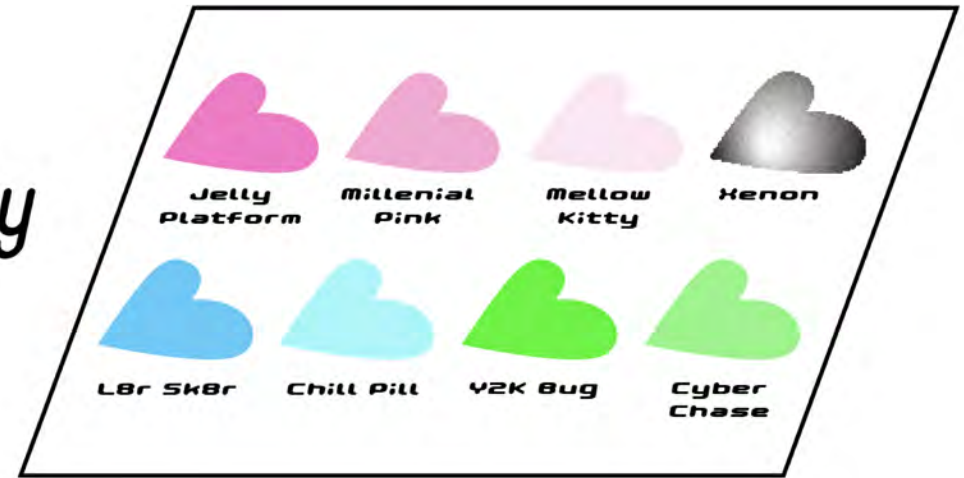 y
Jelly
Platform
Millenial
Pink
Mellow
Kitty
Xenon
L8r Sk8r
Chill Pill
Y2K Bug
Cyber
Chase